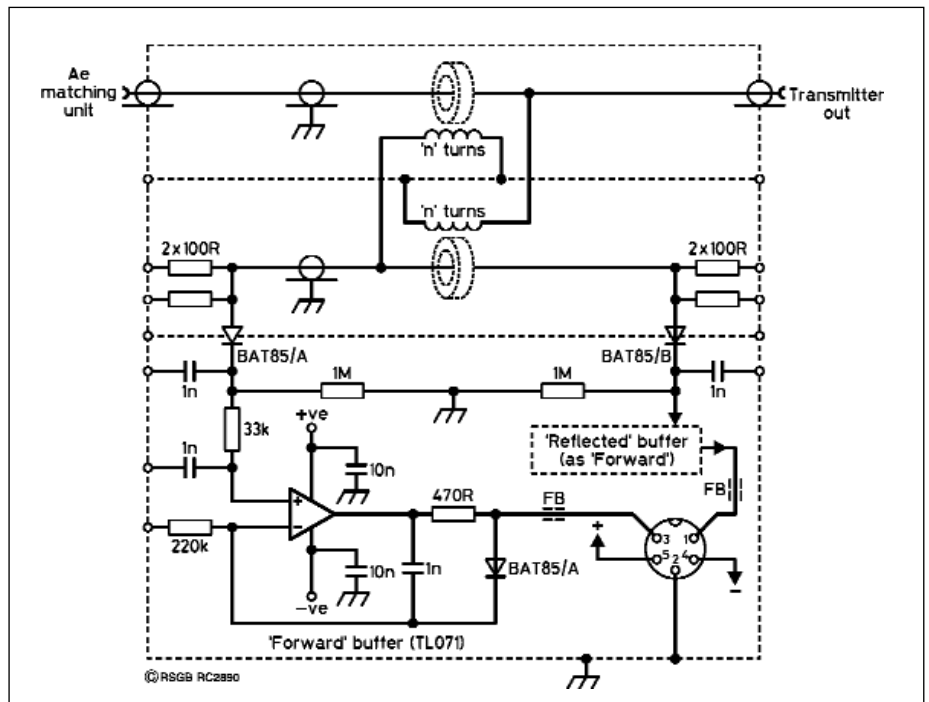 Ae
matching
unit
Transmitter
out
'n' turns
'n' turns
2x100R
2x100R
BAT85/A
BAT85/B
1n
1M
1M
1n
33k
+ve
'Reflected' buffer
(as 'Forward')
1n
10n
FB
470R
FB
+
+
−
3
1
5
2
4
220k
10n
1n
BAT85/A
−
−ve
'Forward' buffer (TL071)
©RSGB RC2890